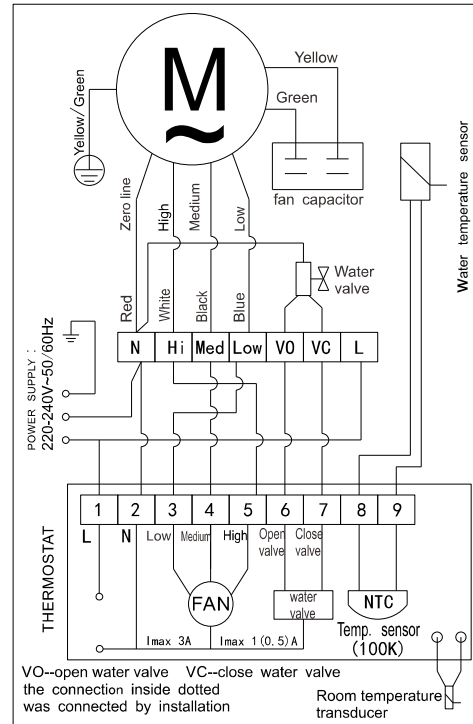 M
~
Yellow
Green
Yellow/Green
fan capacitor
Water temperature sensor
Zero line
High
Medium
Low
Water
valve
Red
White
Black
Blue
N Hi Med Low VO VC L
POWER SUPPLY :
220-240V~50/60Hz
1 2 3 4 5 6 7 8 9
L N Low Medium High Open
valve Close
valve
THERMOSTAT
FAN
water
valve
NTC
Temp. sensor
(100K)
Imax 3A Imax 1(0.5)A
VO--open water valve VC--close water valve
the connection inside dotted
was connected by installation
Room temperature
transducer